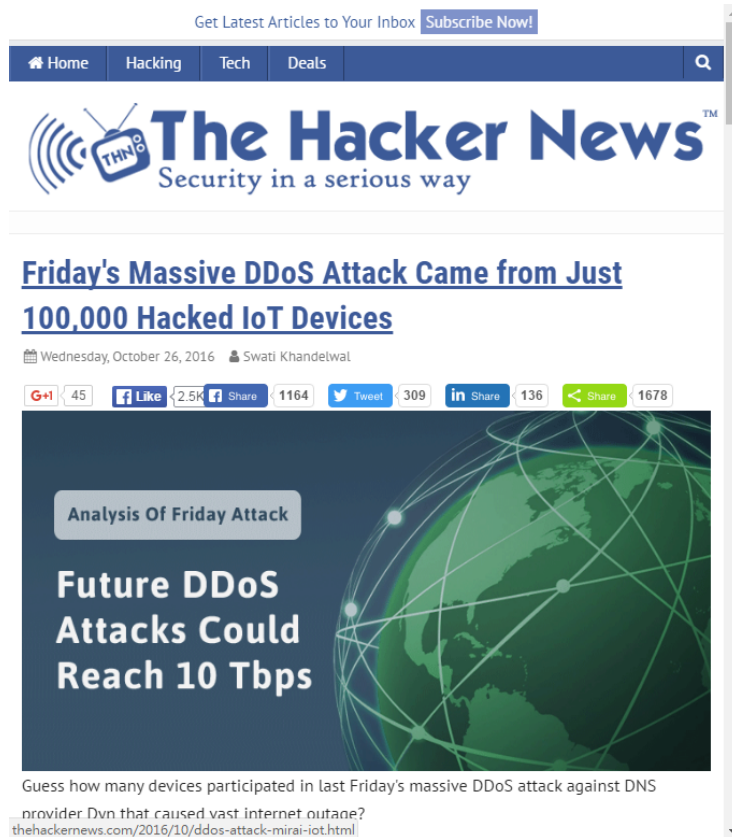 Get Latest Articles to Your Inbox Subscribe Now!
Home Hacking Tech Deals
THN
The Hacker News™
Security in a serious way
Friday's Massive DDoS Attack Came from Just
100,000 Hacked IoT Devices
Wednesday, October 26, 2016 Swati Khandelwal
G+1 45 Like 2.5K Share 1164 Tweet 309 in Share 136 Share 1678
Analysis Of Friday Attack
Future DDoS
Attacks Could
Reach 10 Tbps
Guess how many devices participated in last Friday's massive DDoS attack against DNS
provider Dyn that caused vast internet outage?
thehackernews.com/2016/10/ddos-attack-mirai-iot.html